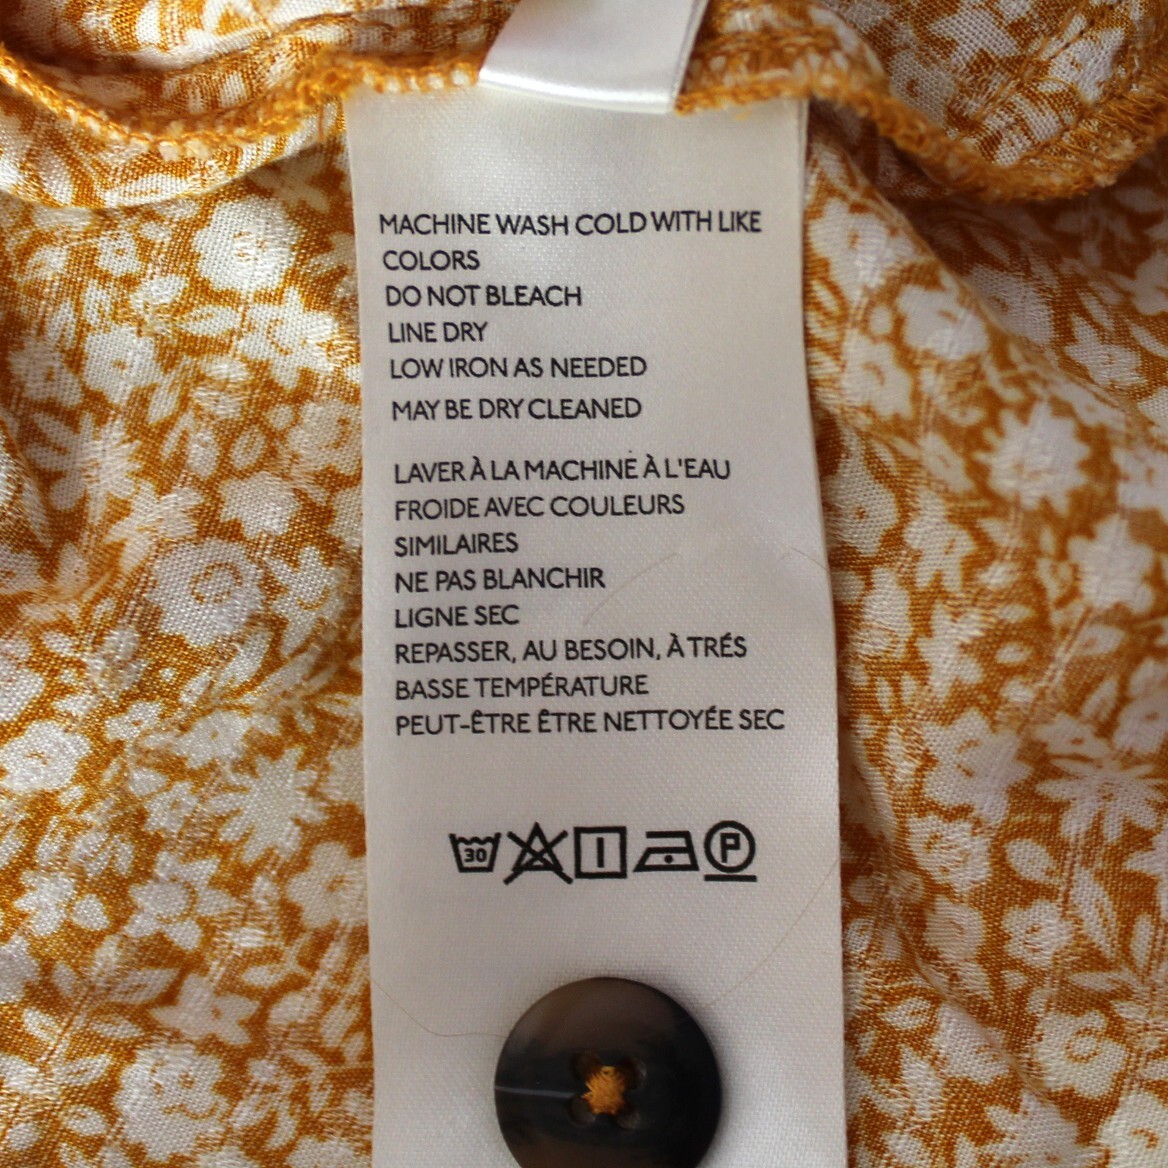 MACHINE WASH COLD WITH LIKE
COLORS
DO NOT BLEACH
LINE DRY
LOW IRON AS NEEDED
MAY BE DRY CLEANED
LAVER À LA MACHINE À L'EAU
FROIDE AVEC COULEURS
SIMILAIRES
NE PAS BLANCHIR
LIGNE SEC
REPASSER, AU BESOIN, À TRÉS
BASSE TEMPÉRATURE
PEUT-ÊTRE ÊTRE NETTOYÉE SEC
30 P